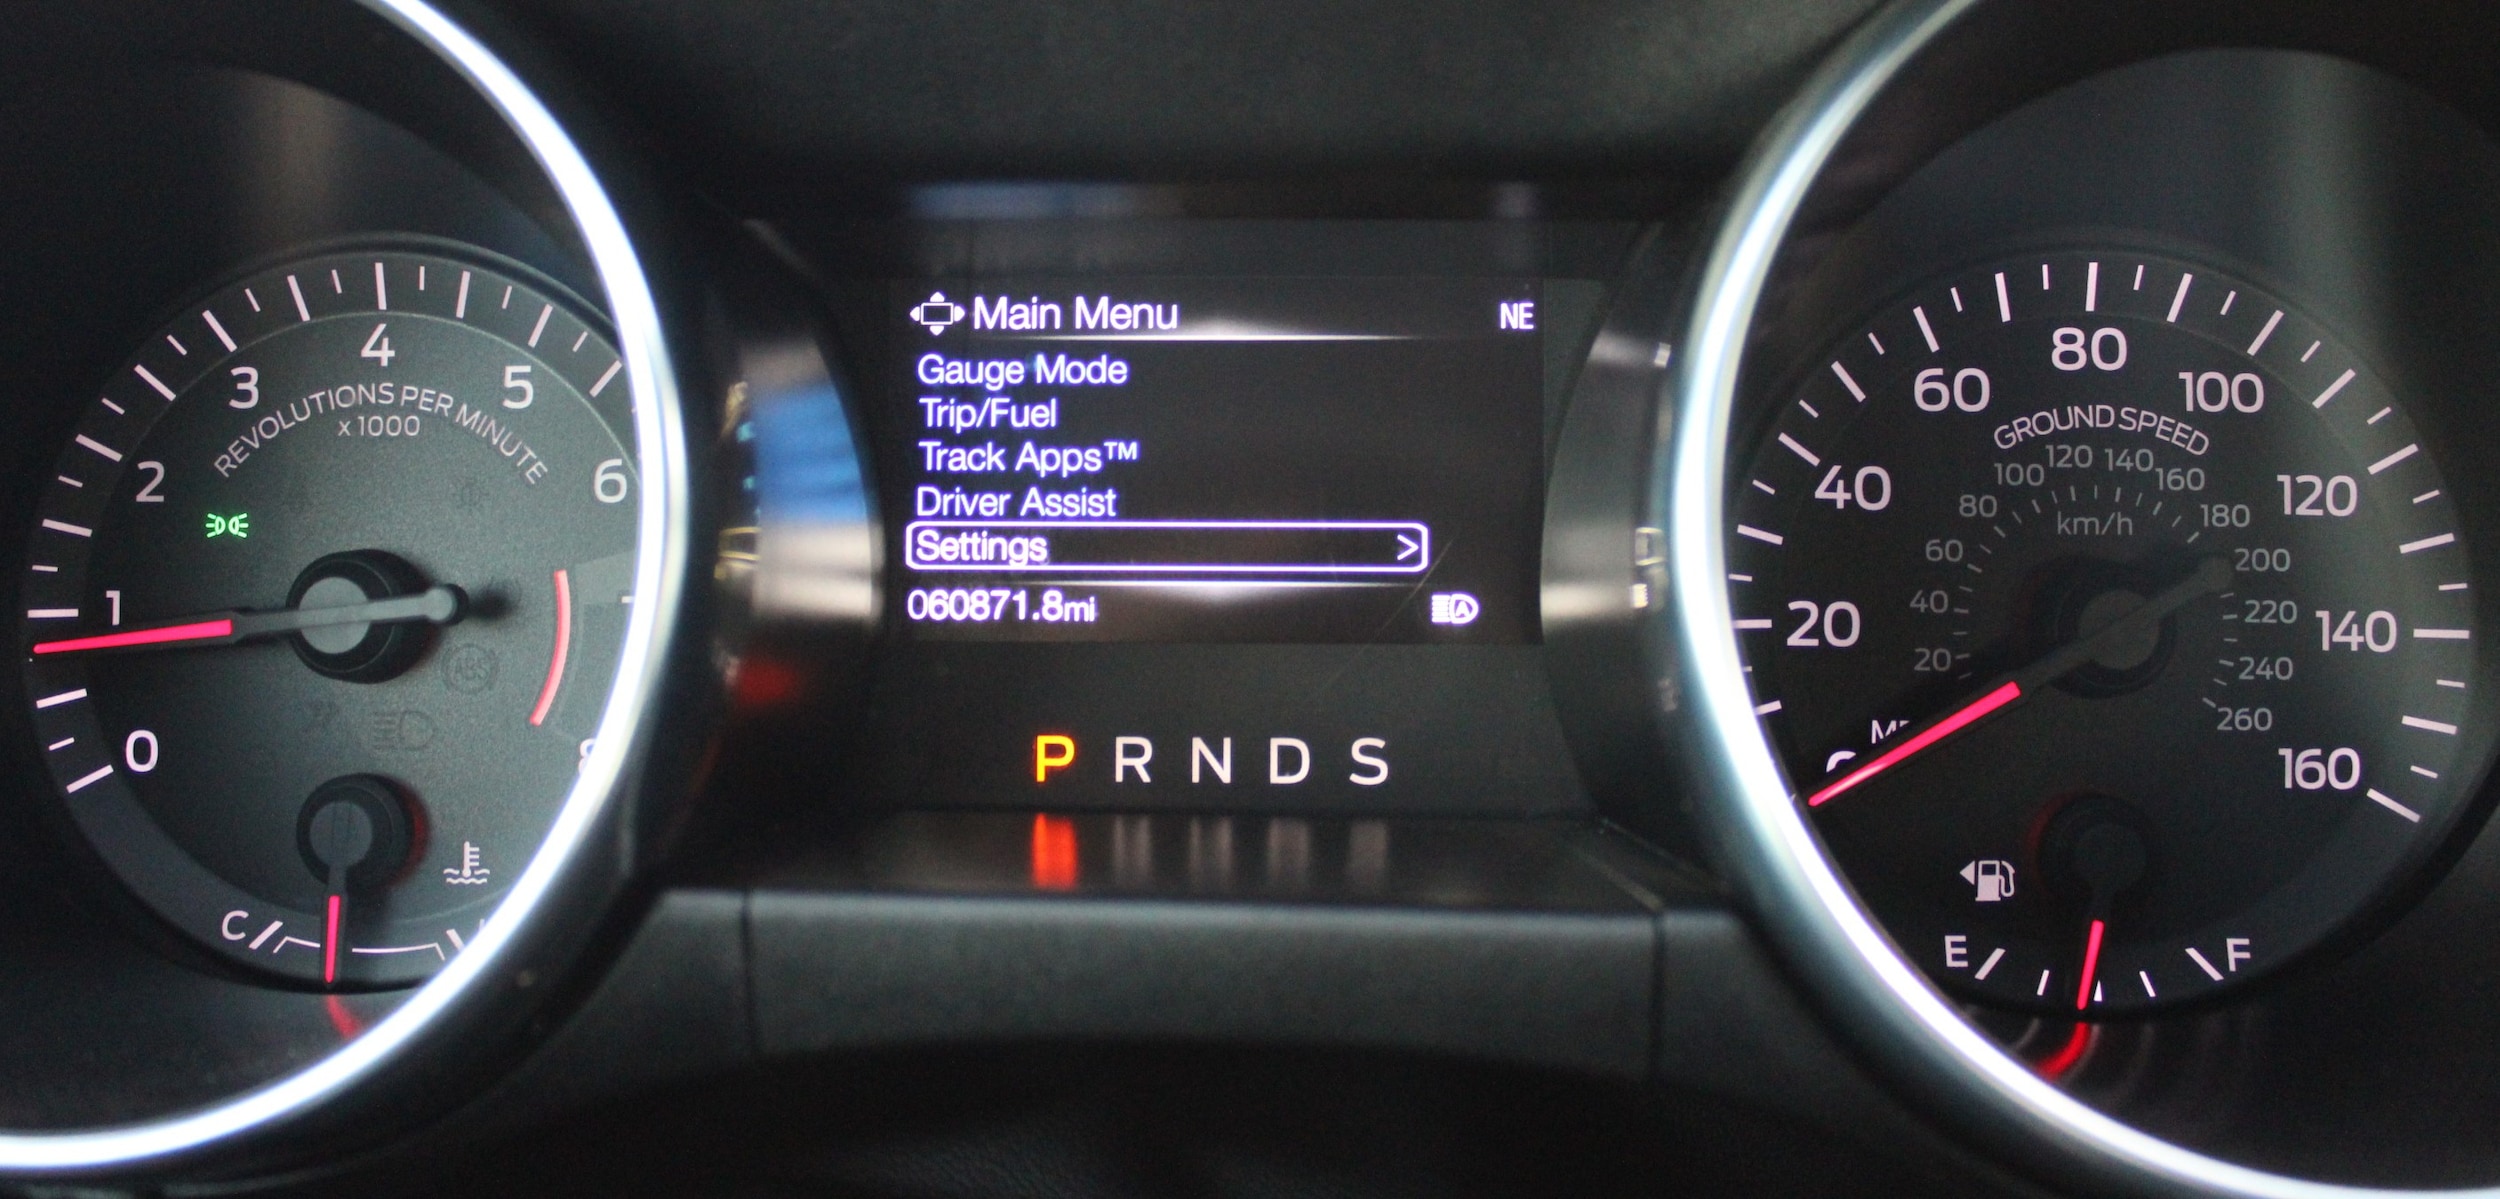 0
1
2
3
4
5
6
REVOLUTIONS PER MINUTE
x 1000
ABS
C
Main Menu NE
Gauge Mode
Trip/Fuel
Track Apps™
Driver Assist
Settings >
060871.8mi
A
P R N D S
20
40
60
80
100
120
140
160
GROUND SPEED
20
40
60
80
100
120
140
160
180
200
220
240
260
km/h
E
F